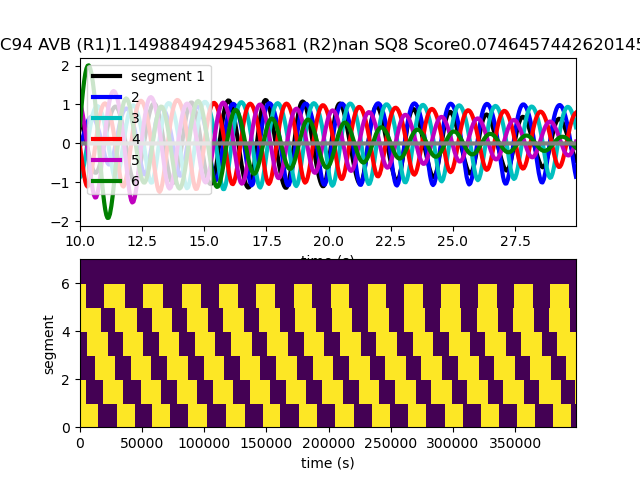 C94 AVB (R1)1.1498849429453681 (R2)nan SQ8 Score0.0746457442620145
2
1
0
−1
−2
segment 1
2
3
4
5
6
10.0 12.5 15.0 17.5 20.0 22.5 25.0 27.5
time (s)
segment
6
4
2
0
0 50000 100000 150000 200000 250000 300000 350000
time (s)